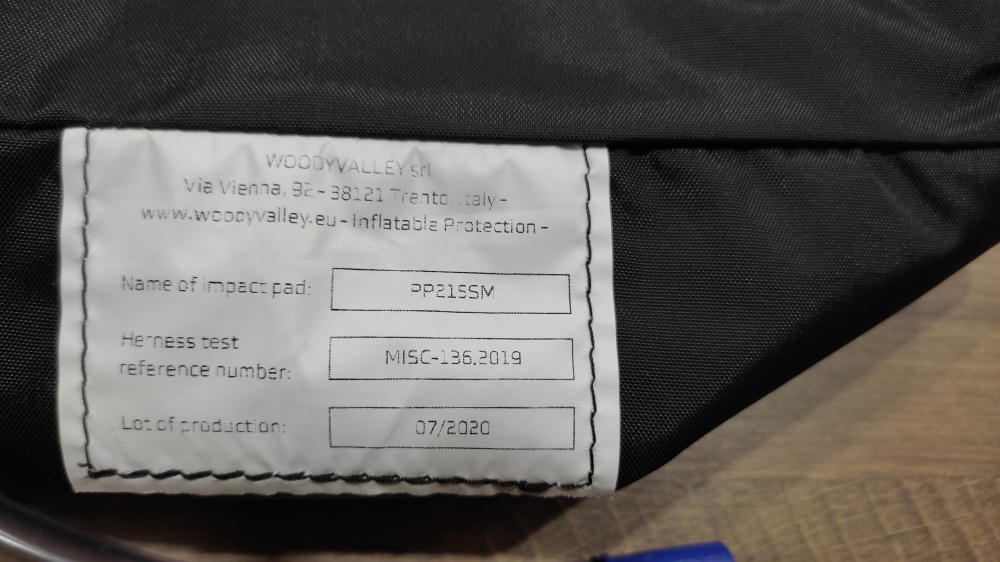 WOODYVALLEY srl
Via Vienna, 92 - 38121 Trento, Italy -
www.woodyvalley.eu - Inflatable Protection -
Name of impact pad: PP215SM
Herness test
reference number: MISC-136.2019
Lot of production: 07/2020